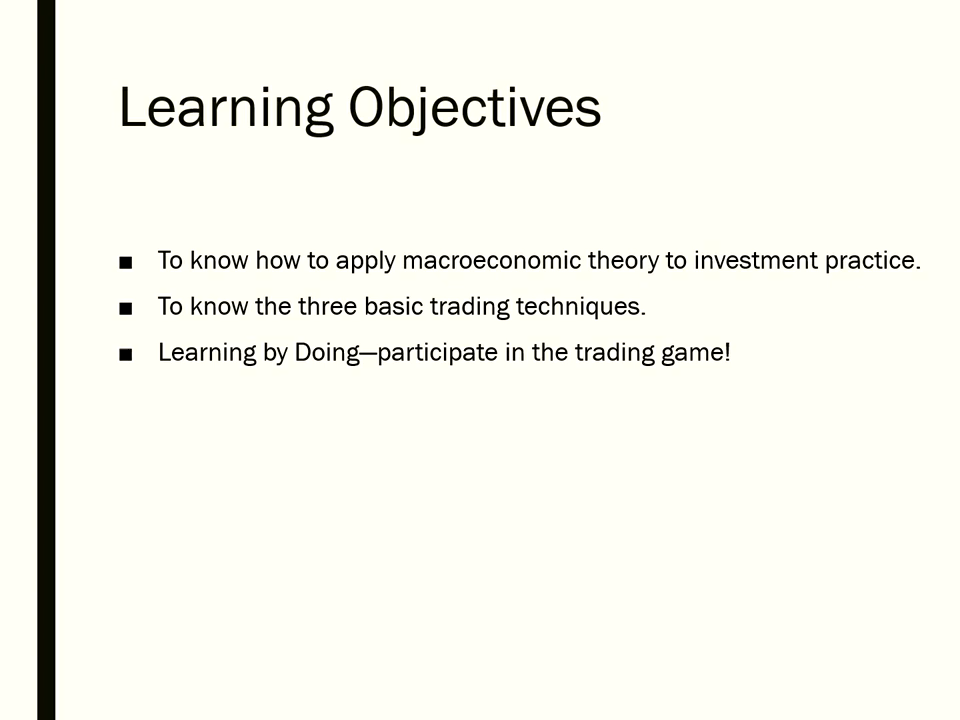 Learning Objectives
■ To know how to apply macroeconomic theory to investment practice.
■ To know the three basic trading techniques.
■ Learning by Doing—participate in the trading game!